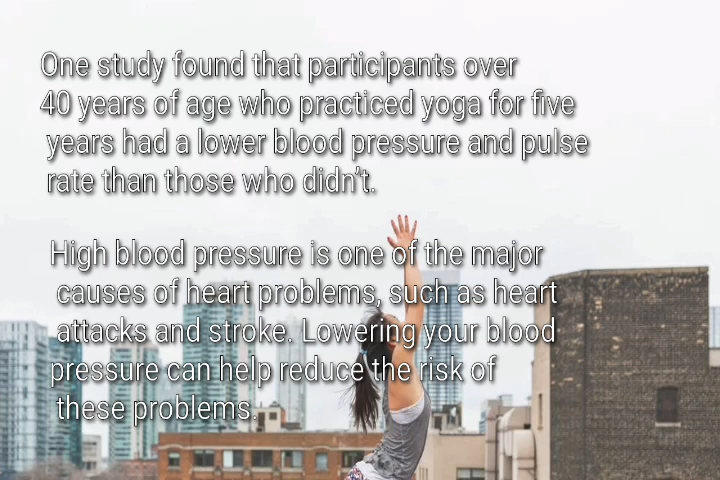 One study found that participants over
40 years of age who practiced yoga for five
years had a lower blood pressure and pulse
rate than those who didn't.
High blood pressure is one of the major
causes of heart problems, such as heart
attacks and stroke. Lowering your blood
pressure can help reduce the risk of
these problems.